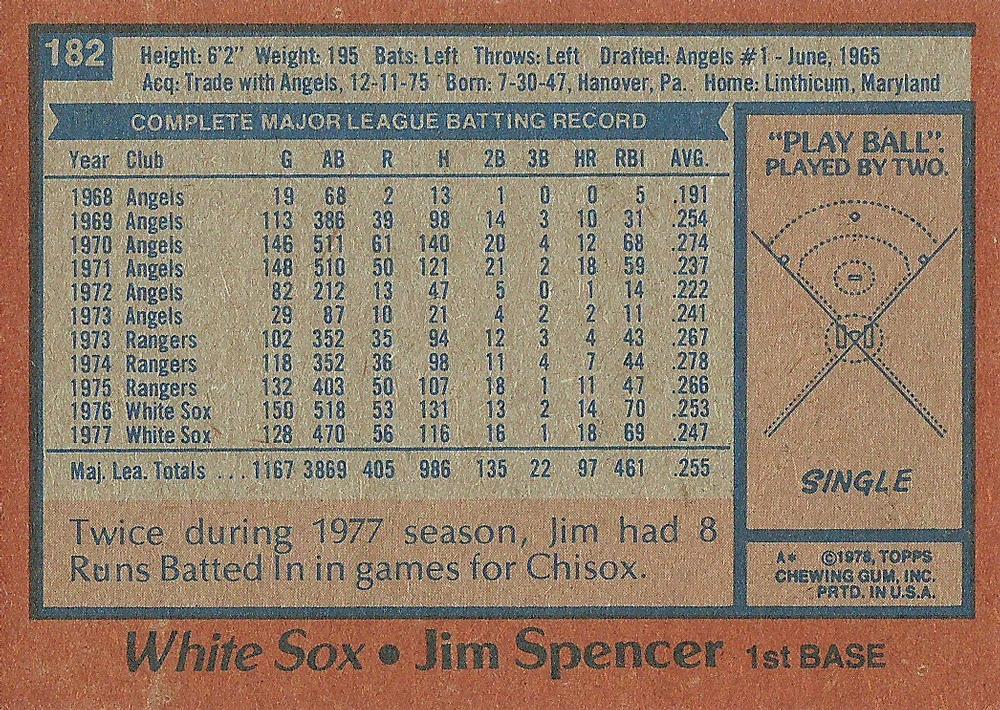 182
Height: 6'2" Weight: 195 Bats: Left Throws: Left Drafted: Angels #1 - June, 1965
Acq: Trade with Angels, 12-11-75 Born: 7-30-47, Hanover, Pa. Home: Linthicum, Maryland
COMPLETE MAJOR LEAGUE BATTING RECORD
Year Club G AB R H 2B 3B HR RBI AVG.
1968 Angels 19 68 2 13 1 0 0 5 .191
1969 Angels 113 386 39 98 14 3 10 31 .254
1970 Angels 146 511 61 140 20 4 12 68 .274
1971 Angels 148 510 50 121 21 2 18 59 .237
1972 Angels 82 212 13 47 5 0 1 14 .222
1973 Angels 29 87 10 21 4 2 2 11 .241
1973 Rangers 102 352 35 94 12 3 4 43 .267
1974 Rangers 118 352 36 98 11 4 7 44 .278
1975 Rangers 132 403 50 107 18 1 11 47 .266
1976 White Sox 150 518 53 131 13 2 14 70 .253
1977 White Sox 128 470 56 116 16 1 18 69 .247
Maj. Lea. Totals ... 1167 3869 405 986 135 22 97 461 .255
Twice during 1977 season, Jim had 8
Runs Batted In in games for Chisox.
"PLAY BALL".
PLAYED BY TWO.
SINGLE
A* ©1978, TOPPS
CHEWING GUM, INC.
PRTD. IN U.S.A.
White Sox • Jim Spencer 1st BASE